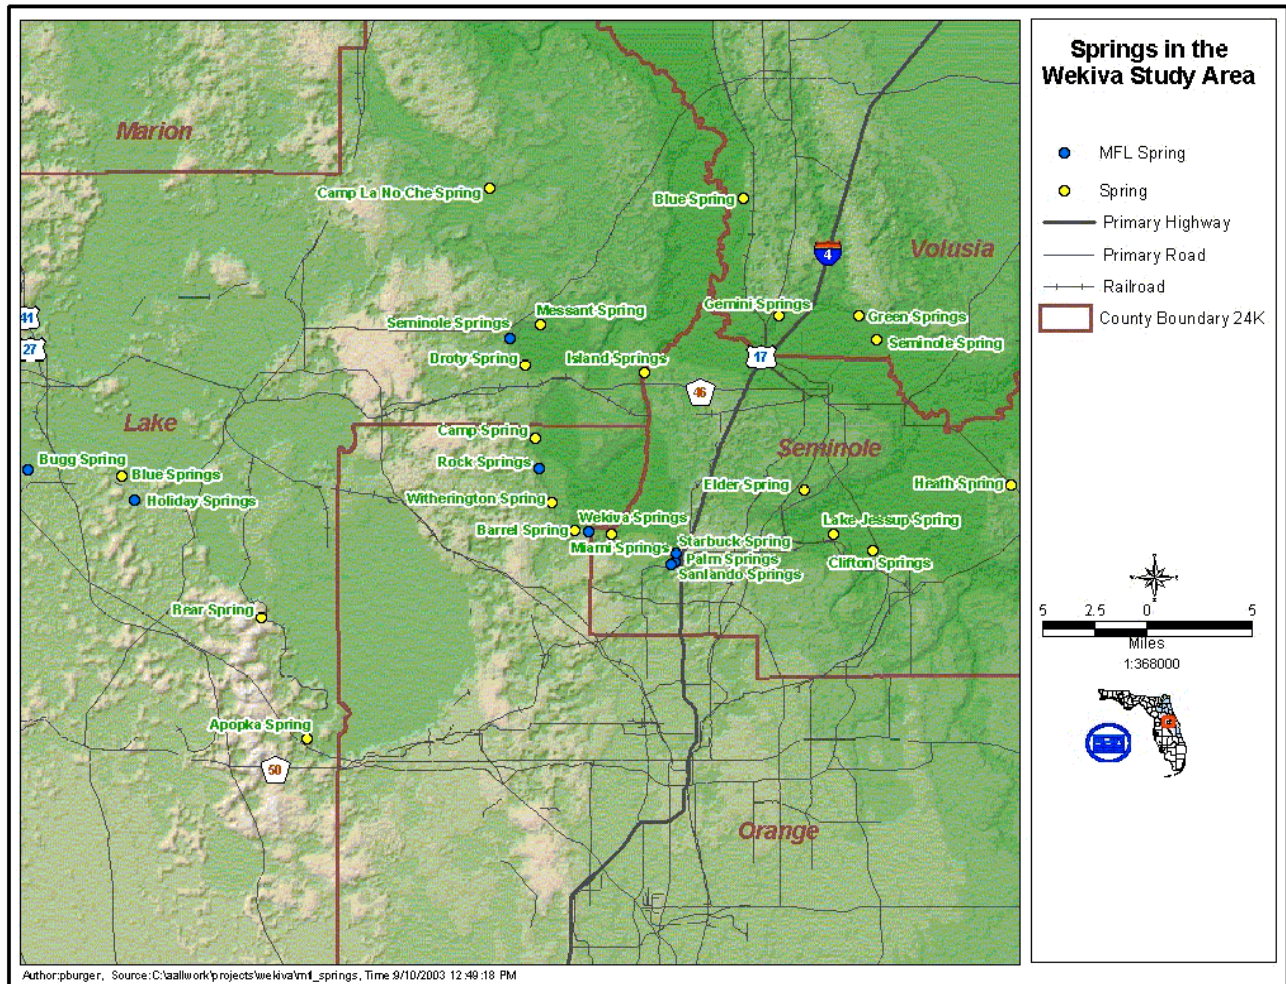 Springs in the
Wekiva Study Area
MFL Spring
Spring
Primary Highway
Primary Road
Railroad
County Boundary 24K
5 2.5 0 5
Miles
1:368000
Marion
Camp La No Che Spring
Blue Spring
4
Volusia
41
27
Gemini Springs
Green Springs
Seminole Spring
Messant Spring
Seminole Springs
Droty Spring
Island Springs
17
46
Lake
Camp Spring
Seminole
Bugg Spring
Blue Springs
Holiday Springs
Rock Springs
Witherington Spring
Elder Spring
Heath Spring
Barrel Spring
Wekiva Springs
Miami Springs
Starbuck Spring
Palm Springs
Sanlando Springs
Lake Jessup Spring
Clifton Springs
Bear Spring
Apopka Spring
50
Orange
Author:pburger, Source:C:\aallwork\projects\wekiva\mfl_springs, Time:9/10/2003 12:49:18 PM